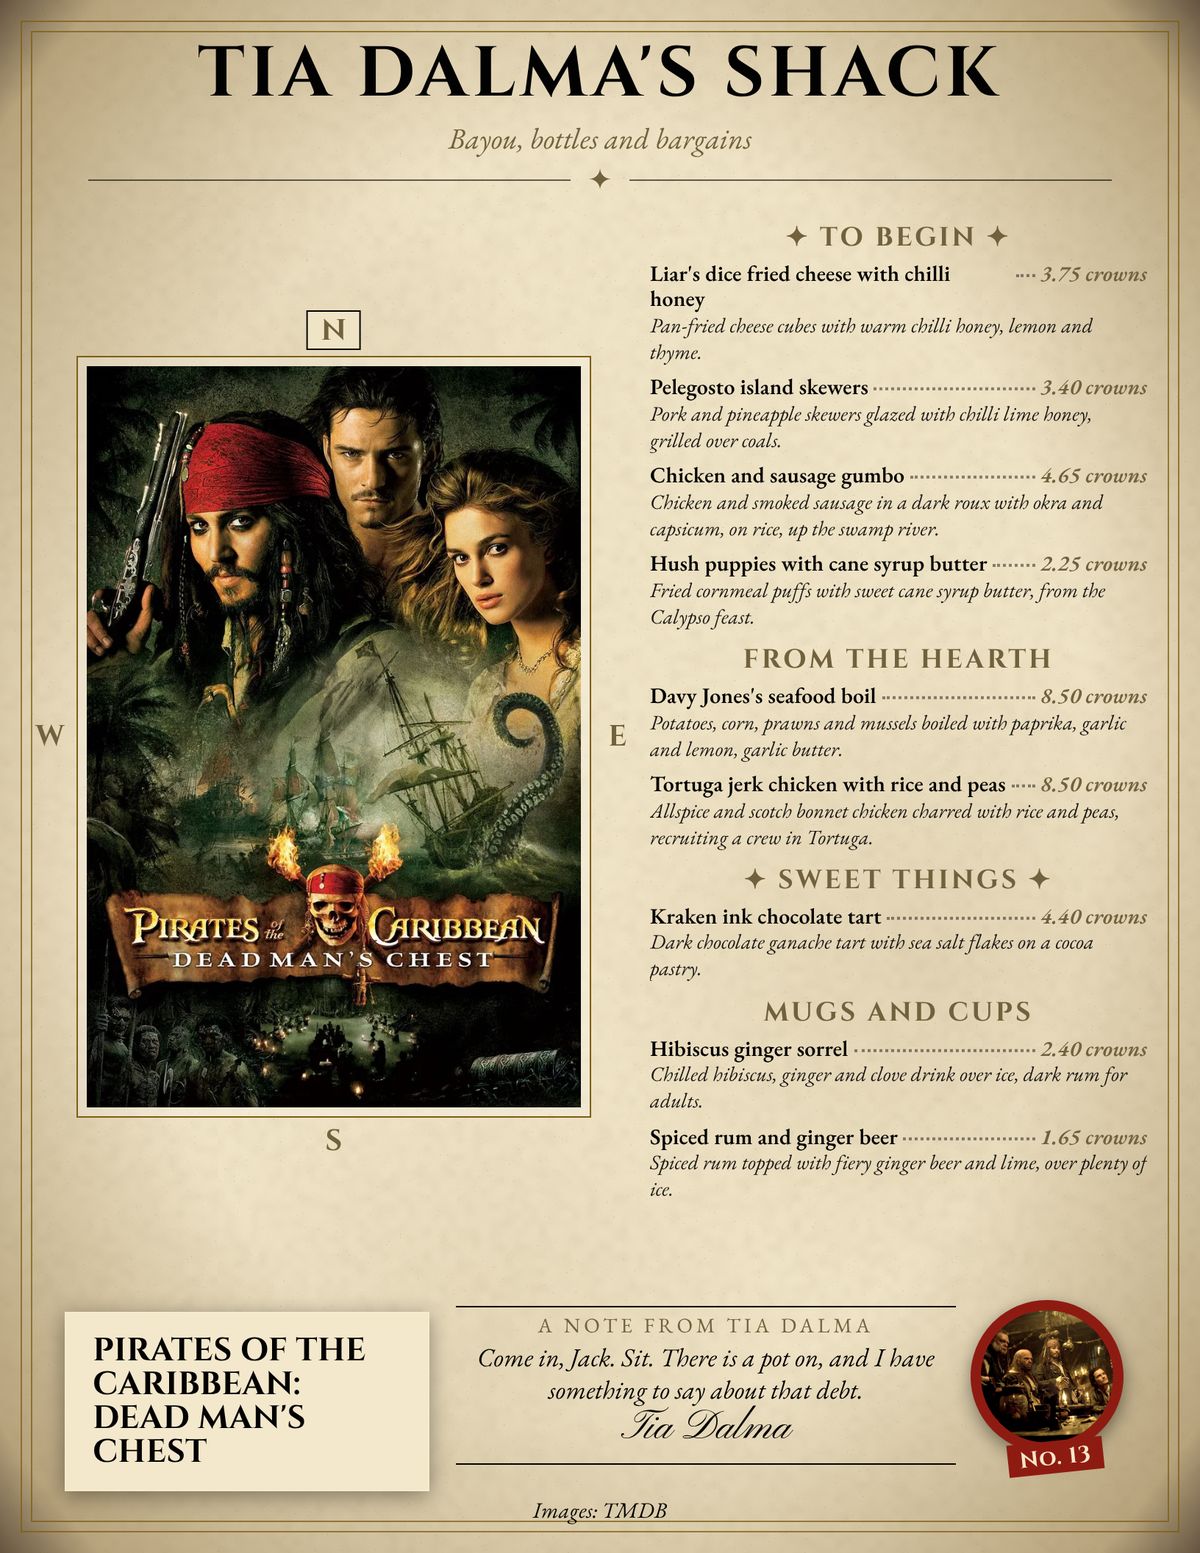 TIA DALMA'S SHACK
Bayou, bottles and bargains
N
W
E
S
PIRATES of the CARIBBEAN
DEAD MAN'S CHEST
✦ TO BEGIN ✦
Liar's dice fried cheese with chilli honey ···· 3.75 crowns
Pan-fried cheese cubes with warm chilli honey, lemon and
thyme.
Pelegosto island skewers ···· 3.40 crowns
Pork and pineapple skewers glazed with chilli lime honey,
grilled over coals.
Chicken and sausage gumbo ···· 4.65 crowns
Chicken and smoked sausage in a dark roux with okra and
capsicum, on rice, up the swamp river.
Hush puppies with cane syrup butter ···· 2.25 crowns
Fried cornmeal puffs with sweet cane syrup butter, from the
Calypso feast.
FROM THE HEARTH
Davy Jones's seafood boil ···· 8.50 crowns
Potatoes, corn, prawns and mussels boiled with paprika, garlic
and lemon, garlic butter.
Tortuga jerk chicken with rice and peas ···· 8.50 crowns
Allspice and scotch bonnet chicken charred with rice and peas,
recruiting a crew in Tortuga.
✦ SWEET THINGS ✦
Kraken ink chocolate tart ···· 4.40 crowns
Dark chocolate ganache tart with sea salt flakes on a cocoa
pastry.
MUGS AND CUPS
Hibiscus ginger sorrel ···· 2.40 crowns
Chilled hibiscus, ginger and clove drink over ice, dark rum for
adults.
Spiced rum and ginger beer ···· 1.65 crowns
Spiced rum topped with fiery ginger beer and lime, over plenty of
ice.
PIRATES OF THE
CARIBBEAN:
DEAD MAN'S
CHEST
A NOTE FROM TIA DALMA
Come in, Jack. Sit. There is a pot on, and I have
something to say about that debt.
Tia Dalma
NO. 13
Images: TMDB